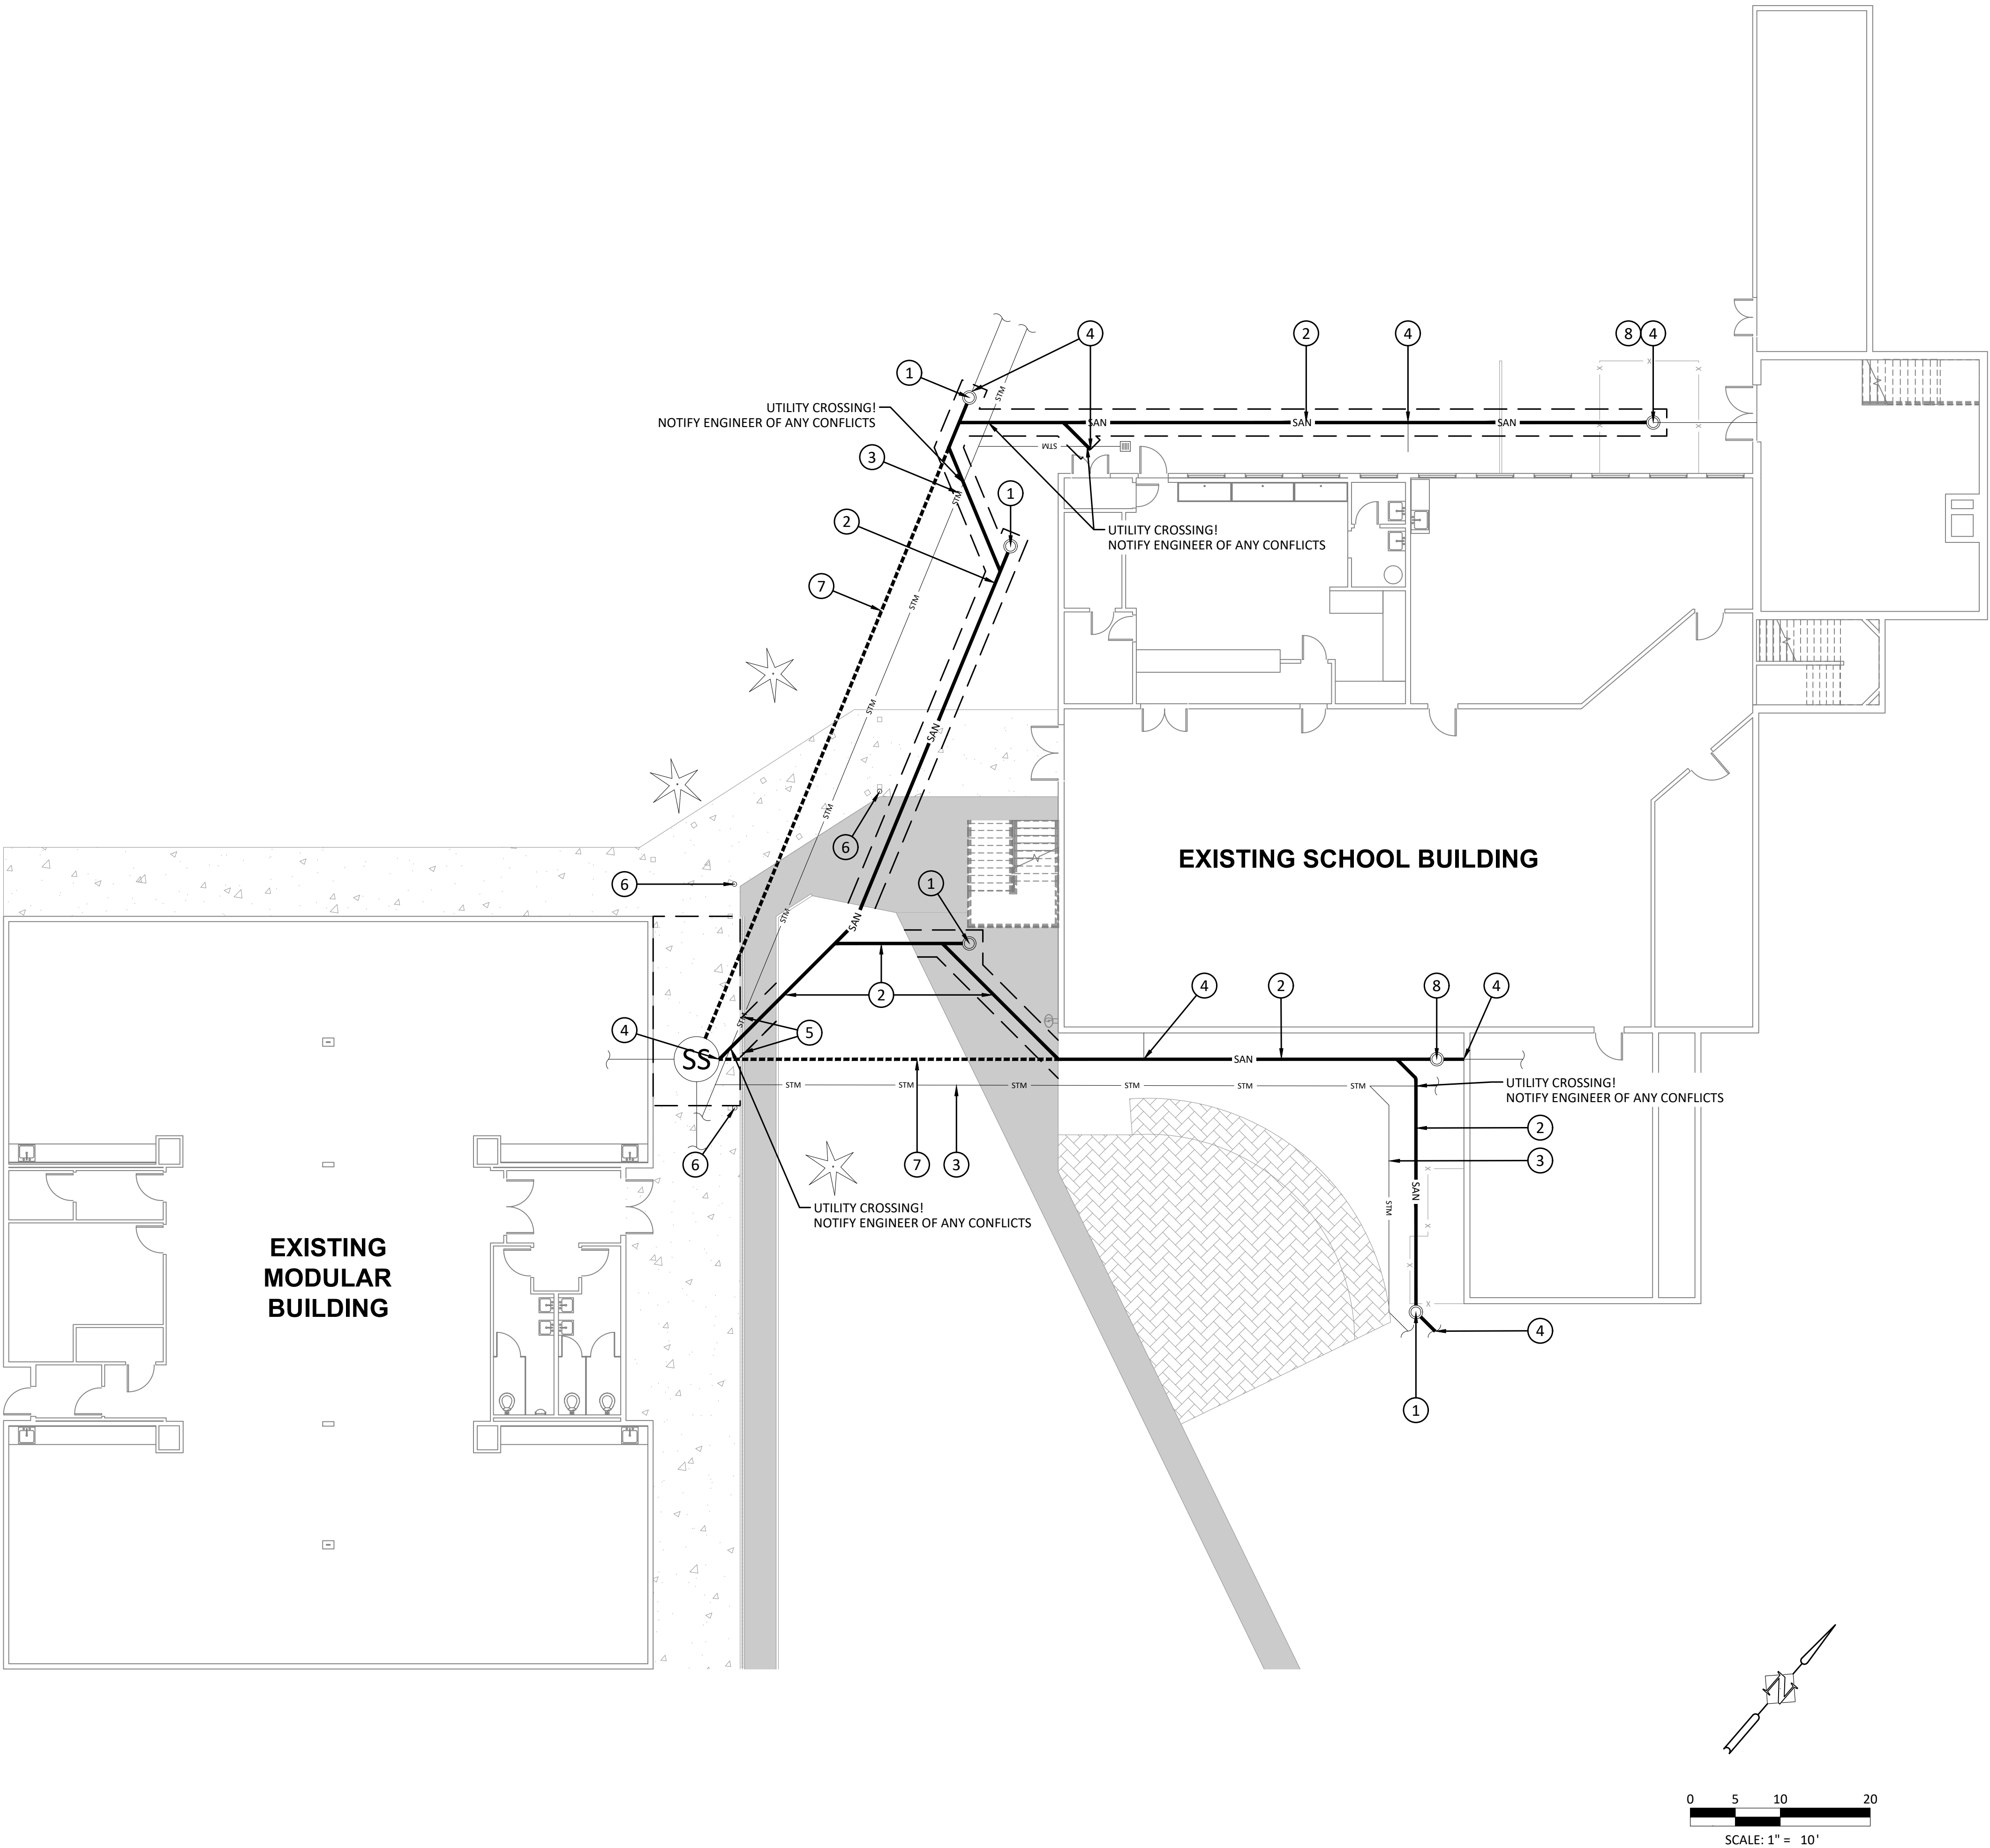 4
2
4
8
4
1
STM
UTILITY CROSSING!
NOTIFY ENGINEER OF ANY CONFLICTS
SAN
SAN
SAN
STM
3
STM
1
2
UTILITY CROSSING!
NOTIFY ENGINEER OF ANY CONFLICTS
7
STM
STM
SAN
STM
6
EXISTING SCHOOL BUILDING
6
1
STM
SAN
4
2
8
4
2
STM
4
5
SS
SAN
STM
STM
STM
STM
STM
STM
UTILITY CROSSING!
NOTIFY ENGINEER OF ANY CONFLICTS
2
6
7
3
3
SAN
STM
UTILITY CROSSING!
NOTIFY ENGINEER OF ANY CONFLICTS
EXISTING
MODULAR
BUILDING
4
1
N
0 5 10 20
SCALE: 1" = 10'
X
X
X
X
X
X
X
X
X